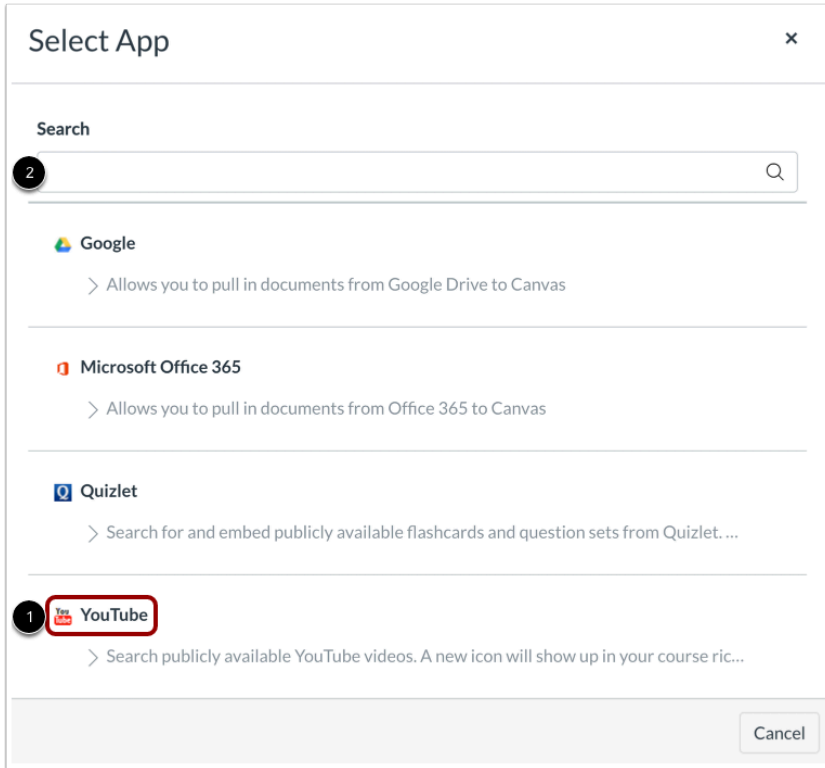 Select App
×
Search
2
Google
Allows you to pull in documents from Google Drive to Canvas
Microsoft Office 365
Allows you to pull in documents from Office 365 to Canvas
Q Quizlet
Search for and embed publicly available flashcards and question sets from Quizlet. ...
1 You Tube YouTube
Search publicly available YouTube videos. A new icon will show up in your course ric...
Cancel